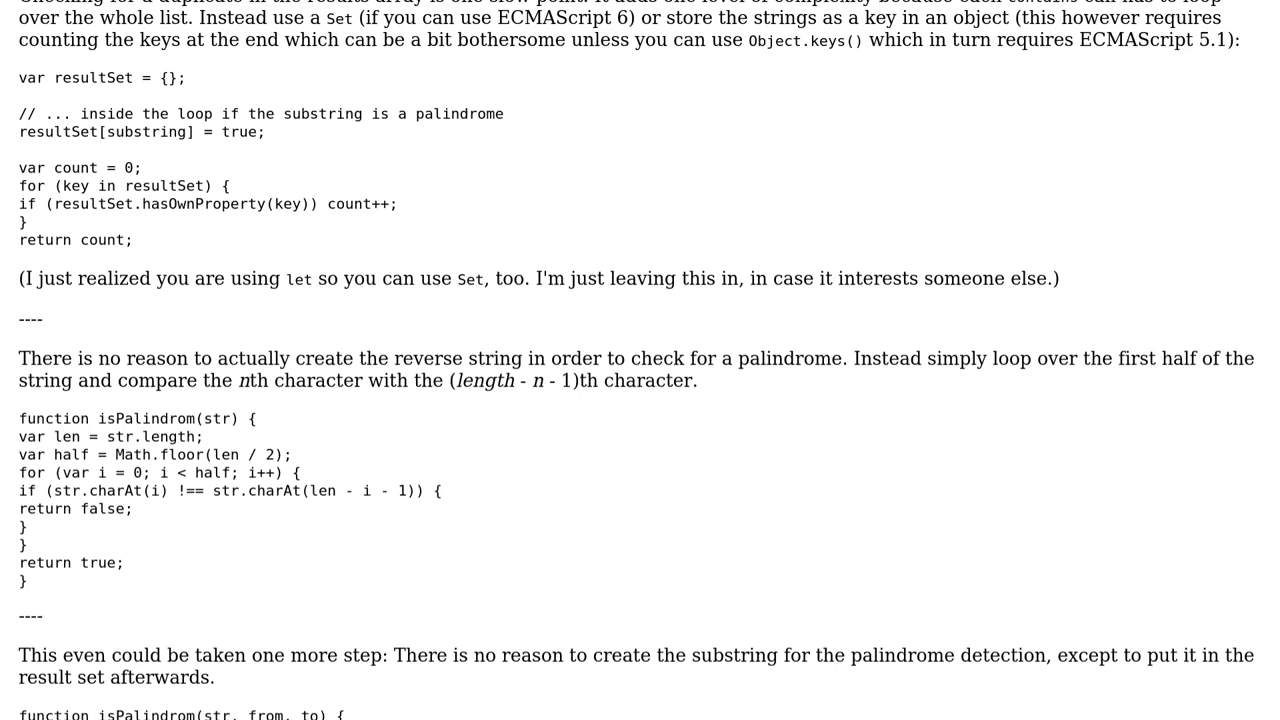 over the whole list. Instead use a Set (if you can use ECMAScript 6) or store the strings as a key in an object (this however requires
counting the keys at the end which can be a bit bothersome unless you can use Object.keys() which in turn requires ECMAScript 5.1):
var resultSet = {};
// ... inside the loop if the substring is a palindrome
resultSet[substring] = true;
var count = 0;
for (key in resultSet) {
if (resultSet.hasOwnProperty(key)) count++;
}
return count;
(I just realized you are using let so you can use Set, too. I'm just leaving this in, in case it interests someone else.)
----
There is no reason to actually create the reverse string in order to check for a palindrome. Instead simply loop over the first half of the
string and compare the nth character with the (length - n - 1)th character.
function isPalindrom(str) {
var len = str.length;
var half = Math.floor(len / 2);
for (var i = 0; i < half; i++) {
if (str.charAt(i) !== str.charAt(len - i - 1)) {
return false;
}
}
return true;
}
----
This even could be taken one more step: There is no reason to create the substring for the palindrome detection, except to put it in the
result set afterwards.
function isPalindrom(str, from, to) {